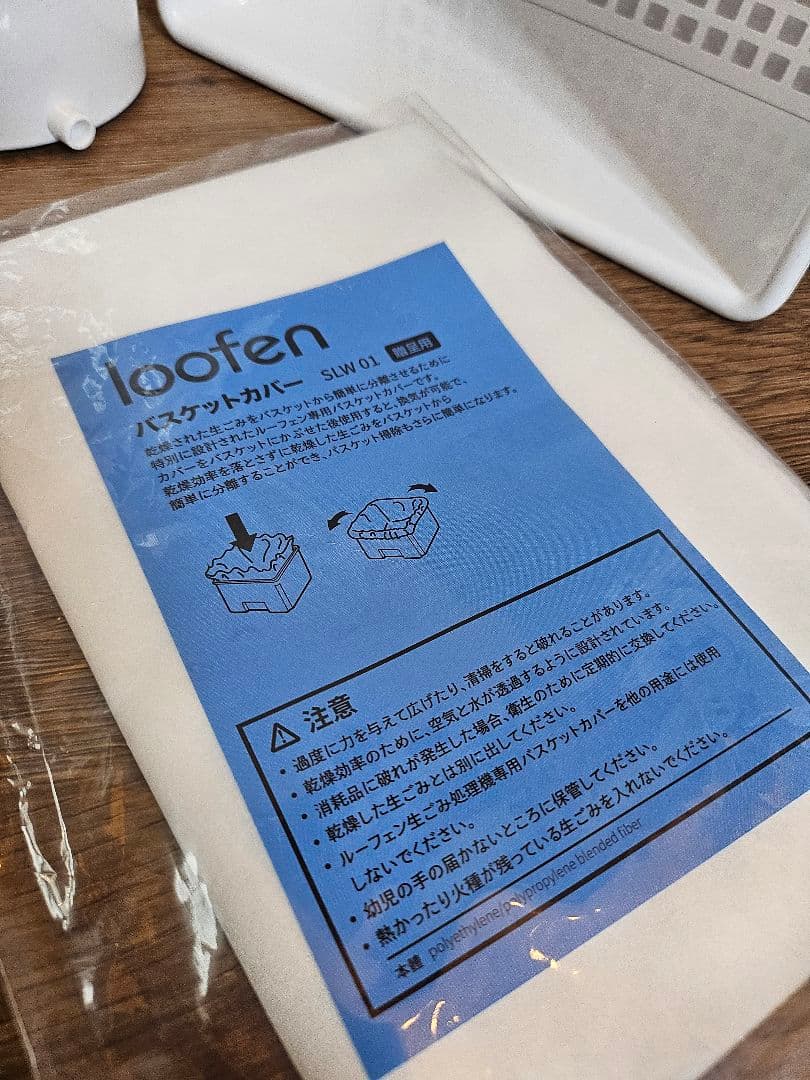 loofen
バスケットカバー SLW 01 贈呈用
乾燥された生ごみをバスケットから簡単に分離させるために
特別に設計されたルーフェン専用バスケットカバーです。
カバーをバスケットにかぶせた後使用すると、換気が可能で、
乾燥効率を落とさずに乾燥した生ごみをバスケットから
簡単に分離することができ、バスケット掃除もさらに簡単になります。
注意
・過度に力を与えて広げたり、清掃をすると破れることがあります。
・乾燥効率のために、空気と水が透過するように設計されています。
・消耗品に破れが発生した場合、衛生のために定期的に交換してください。
・乾燥した生ごみとは別に出してください。
・ルーフェン生ごみ処理機専用バスケットカバーを他の用途には使用
しないでください。
・幼児の手の届かないところに保管してください。
・熱かったり火種が残っている生ごみを入れないでください。
本體 polyethylene/polypropylene blended fiber